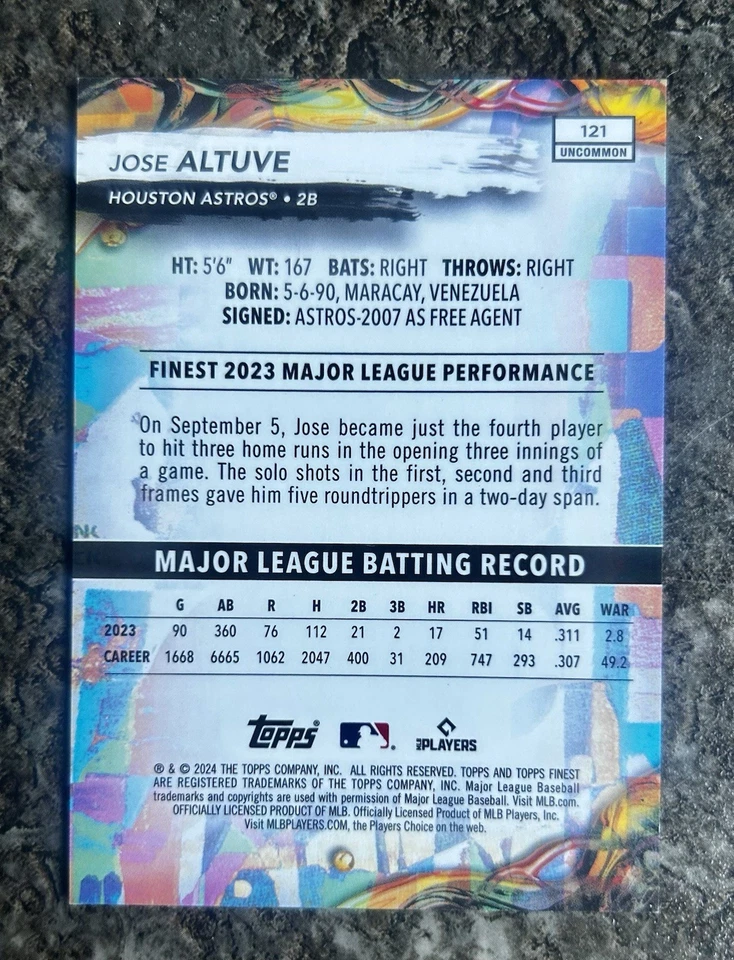 121
UNCOMMON
JOSE ALTUVE
HOUSTON ASTROS® • 2B
HT: 5'6" WT: 167 BATS: RIGHT THROWS: RIGHT
BORN: 5-6-90, MARACAY, VENEZUELA
SIGNED: ASTROS-2007 AS FREE AGENT
FINEST 2023 MAJOR LEAGUE PERFORMANCE
On September 5, Jose became just the fourth player
to hit three home runs in the opening three innings of
a game. The solo shots in the first, second and third
frames gave him five roundtrippers in a two-day span.
MAJOR LEAGUE BATTING RECORD
G AB R H 2B 3B HR RBI SB AVG WAR
2023 90 360 76 112 21 2 17 51 14 .311 2.8
CAREER 1668 6665 1062 2047 400 31 209 747 293 .307 49.2
Topps® MLB PLAYERS
® & © 2024 THE TOPPS COMPANY, INC. ALL RIGHTS RESERVED. TOPPS AND TOPPS FINEST
ARE REGISTERED TRADEMARKS OF THE TOPPS COMPANY, INC. Major League Baseball
trademarks and copyrights are used with permission of Major League Baseball. Visit MLB.com.
OFFICIALLY LICENSED PRODUCT OF MLB. Officially Licensed Product of MLB Players, Inc.
Visit MLBPLAYERS.COM, the Players Choice on the web.